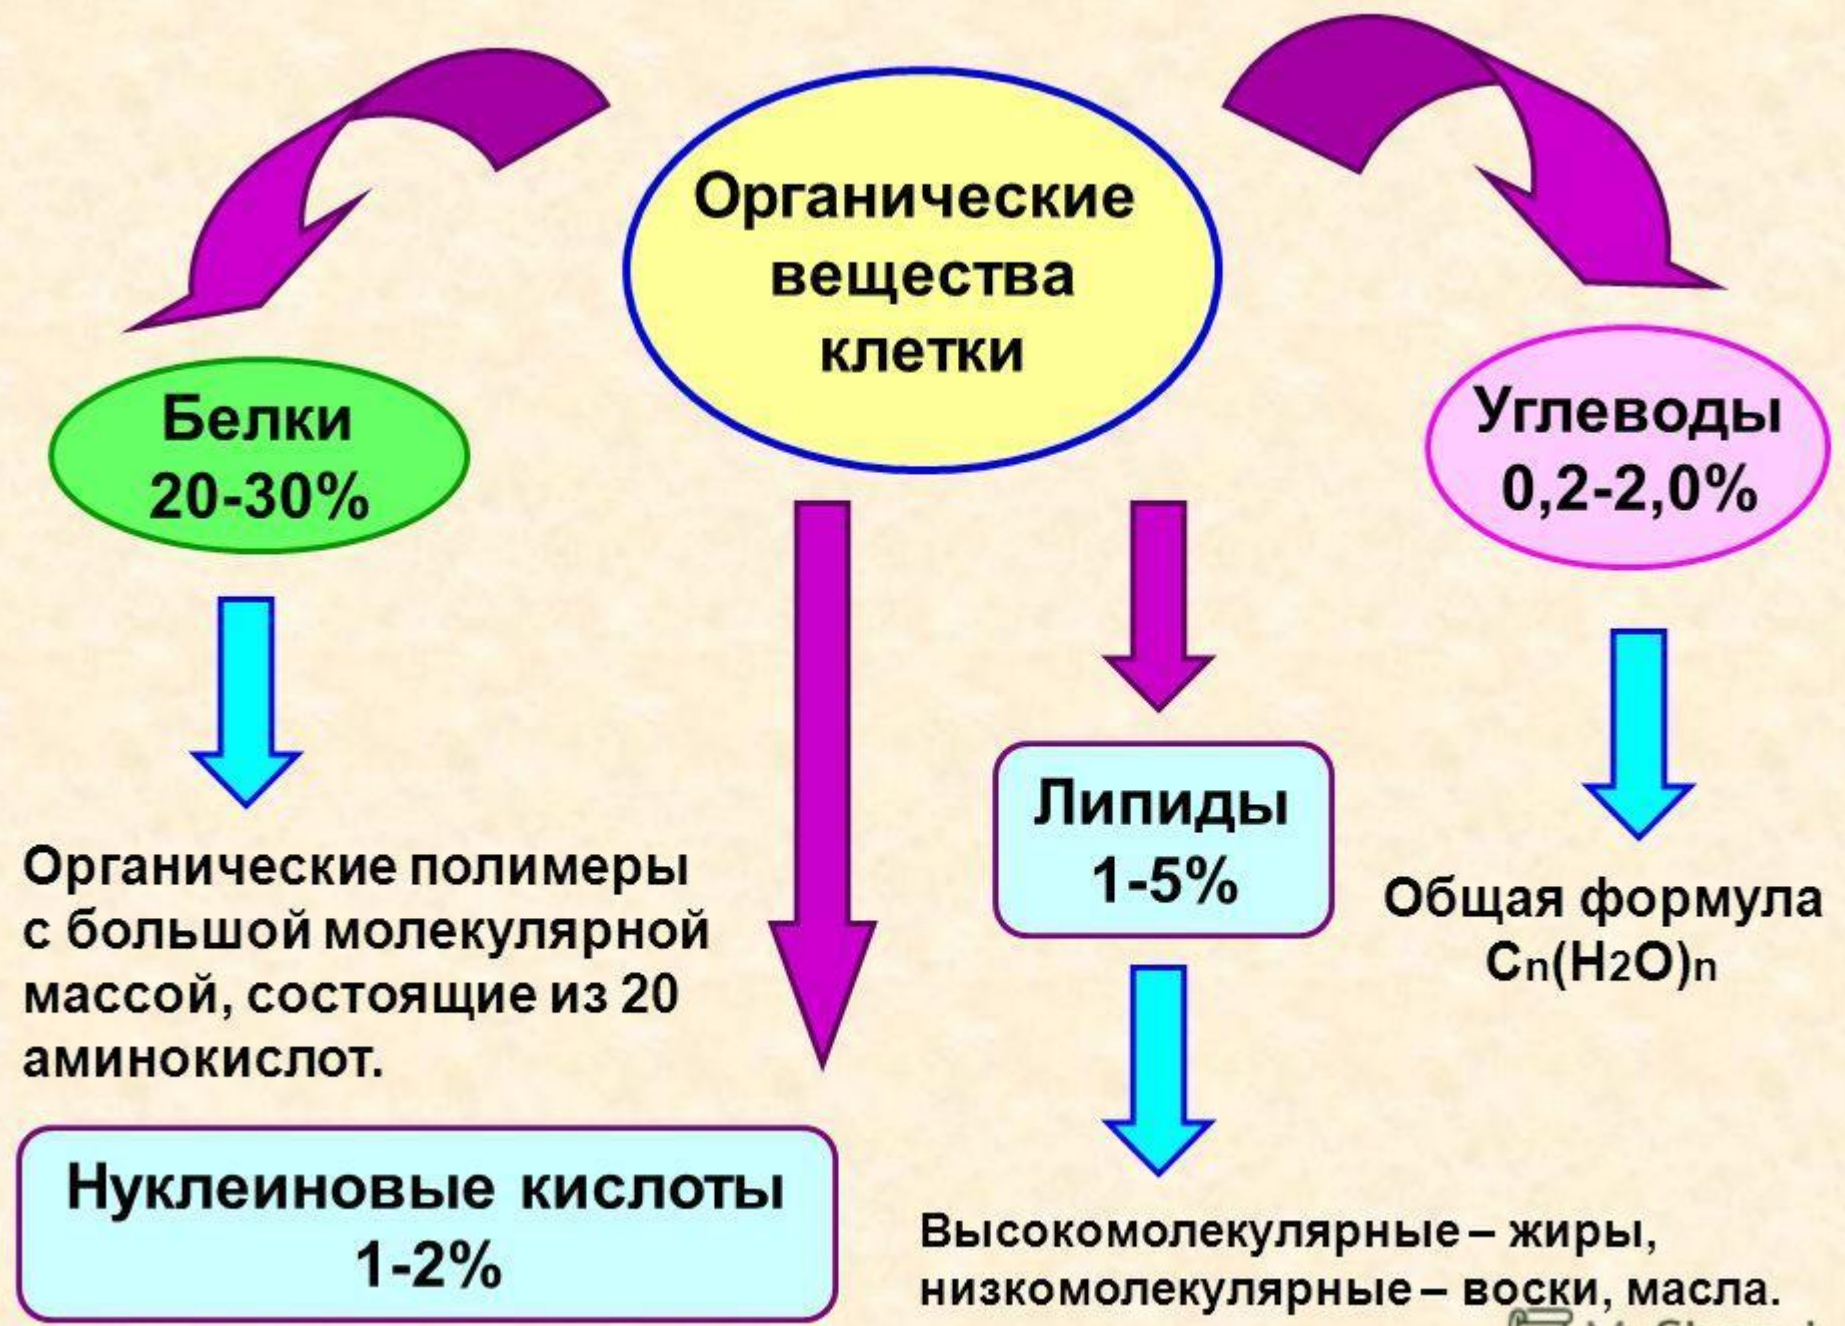 Органические
вещества
клетки
Белки
20-30%
Углеводы
0,2-2,0%
Липиды
1-5%
Органические полимеры
с большой молекулярной
массой, состоящие из 20
аминокислот.
Общая формула
Cn(H2O)n
Нуклеиновые кислоты
1-2%
Высокомолекулярные – жиры,
низкомолекулярные – воски, масла.